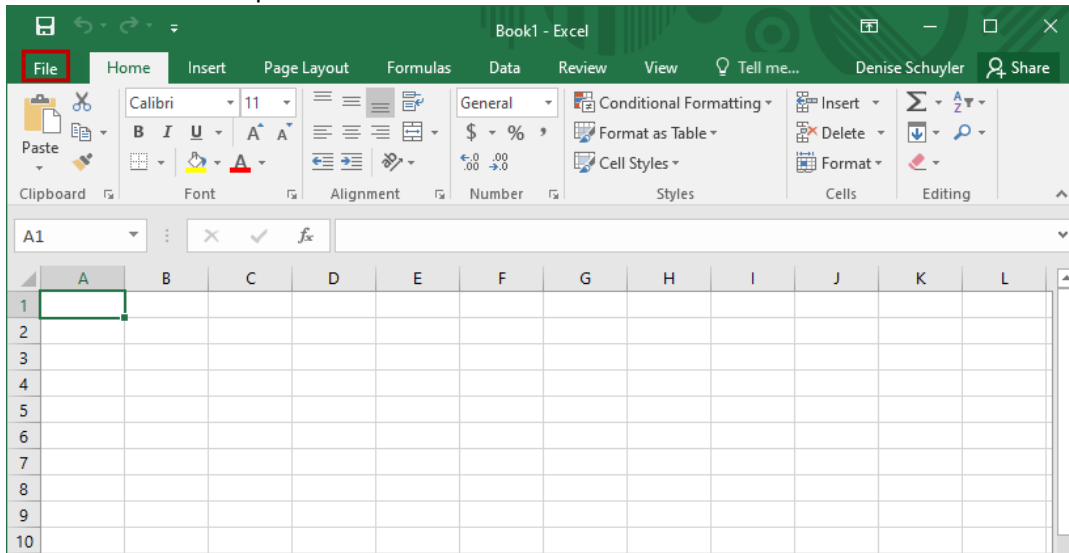 Book1 - Excel
File Home Insert Page Layout Formulas Data Review View Tell me... Denise Schuyler Share
Calibri 11 General Conditional Formatting Insert
Paste B I U A A $ % , Format as Table Delete
A .00 .0 Cell Styles Format
Clipboard Font Alignment Number Styles Cells Editing
A1 fx
A B C D E F G H I J K L
1
2
3
4
5
6
7
8
9
10